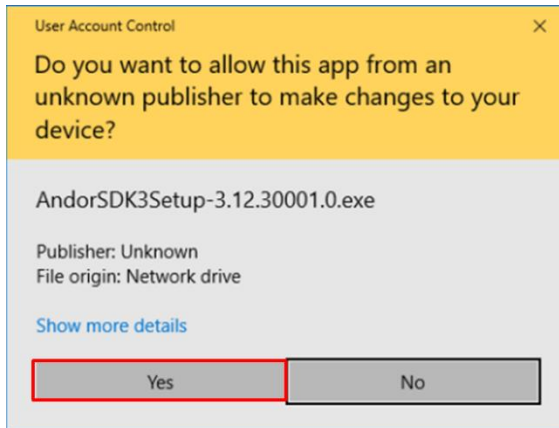 User Account Control
Do you want to allow this app from an
unknown publisher to make changes to your
device?
AndorSDK3Setup-3.12.30001.0.exe
Publisher: Unknown
File origin: Network drive
Show more details
Yes
No